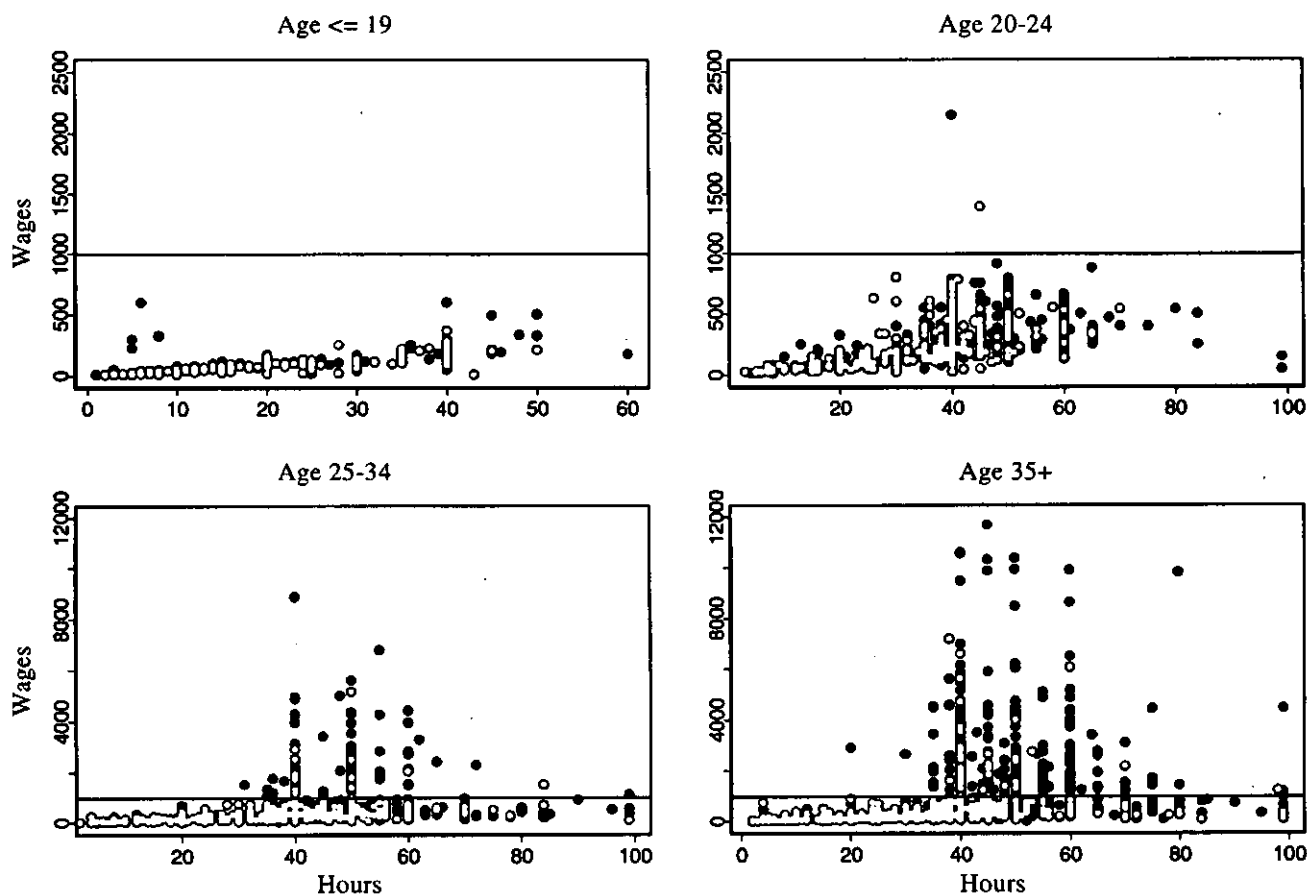 Age <= 19
Age 20-24
Wages
0 500 1000 1500 2000 2500
0 500 1000 1500 2000 2500
0 10 20 30 40 50 60
20 40 60 80 100
Age 25-34
Age 35+
Wages
0 4000 8000 12000
0 4000 8000 12000
20 40 60 80 100
0 20 40 60 80 100
Hours
Hours